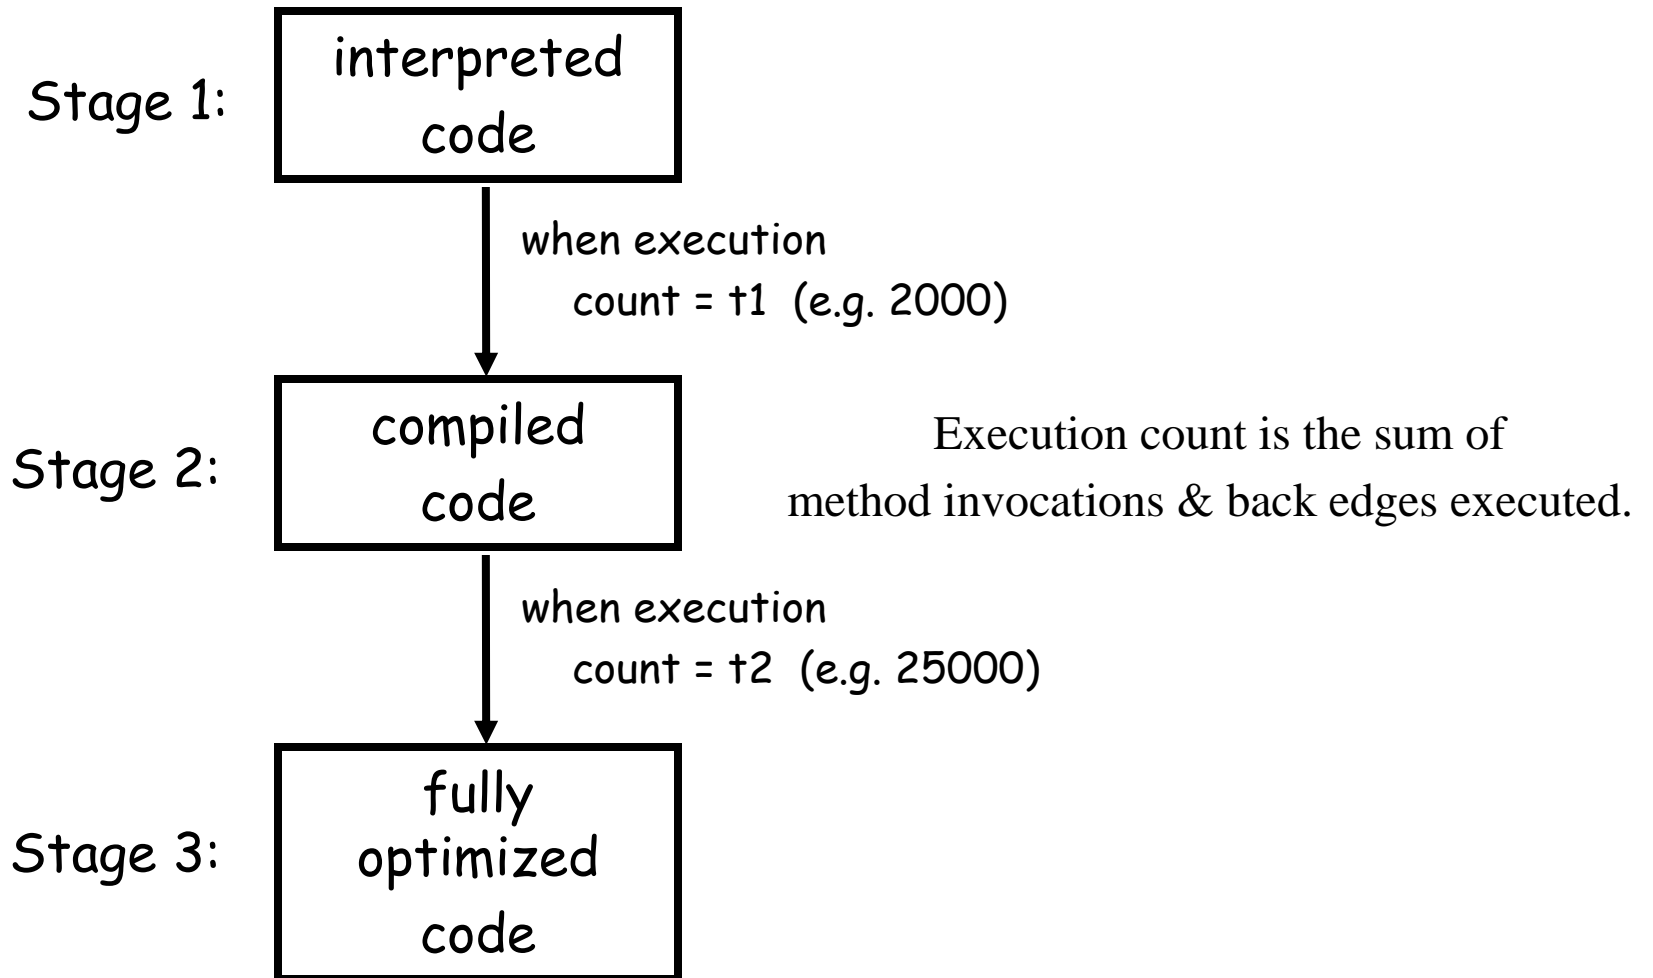 Stage 1:
interpreted
code
when execution
count = t1 (e.g. 2000)
Stage 2:
compiled
code
Execution count is the sum of
method invocations & back edges executed.
when execution
count = t2 (e.g. 25000)
Stage 3:
fully
optimized
code